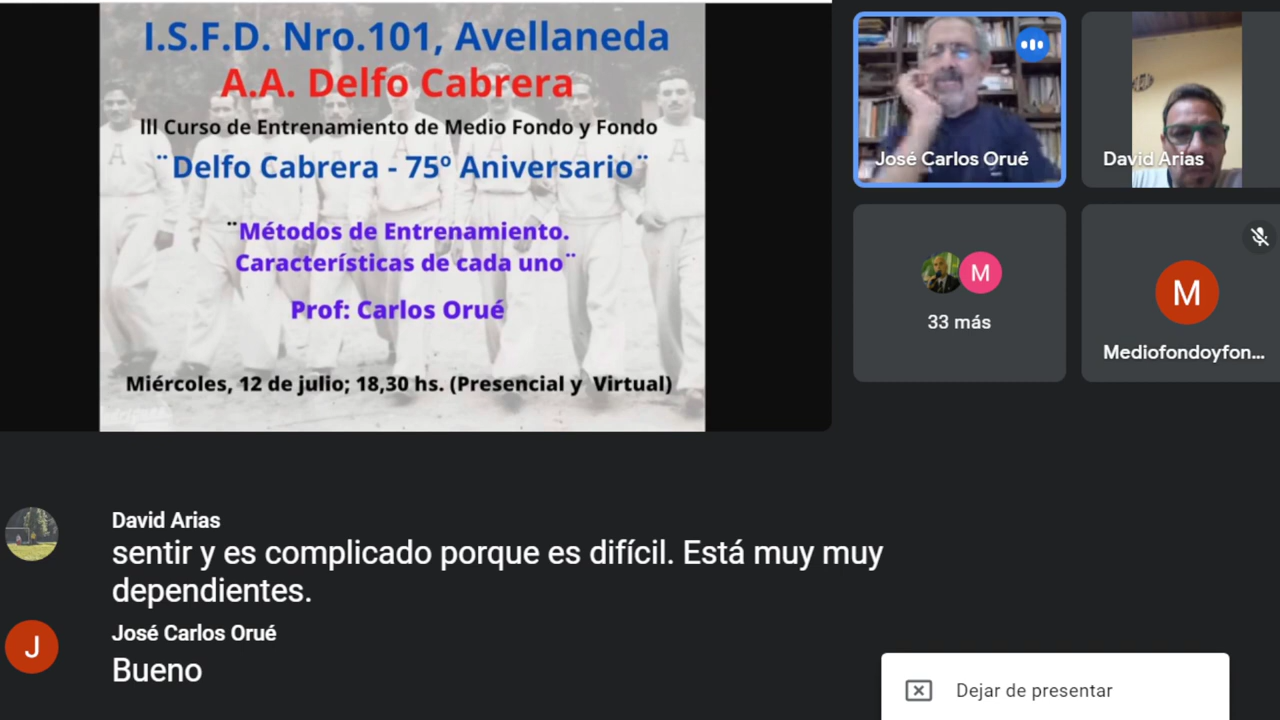 I.S.F.D. Nro.101, Avellaneda
A.A. Delfo Cabrera
lll Curso de Entrenamiento de Medio Fondo y Fondo
¨Delfo Cabrera - 75º Aniversario¨
¨Métodos de Entrenamiento.
Características de cada uno¨
Prof: Carlos Orué
Miércoles, 12 de julio; 18,30 hs. (Presencial y Virtual)
José Carlos Orué
David Arias
M
33 más
M
Mediofondoyfon...
David Arias
sentir y es complicado porque es difícil. Está muy muy
dependientes.
J
José Carlos Orué
Bueno
Dejar de presentar